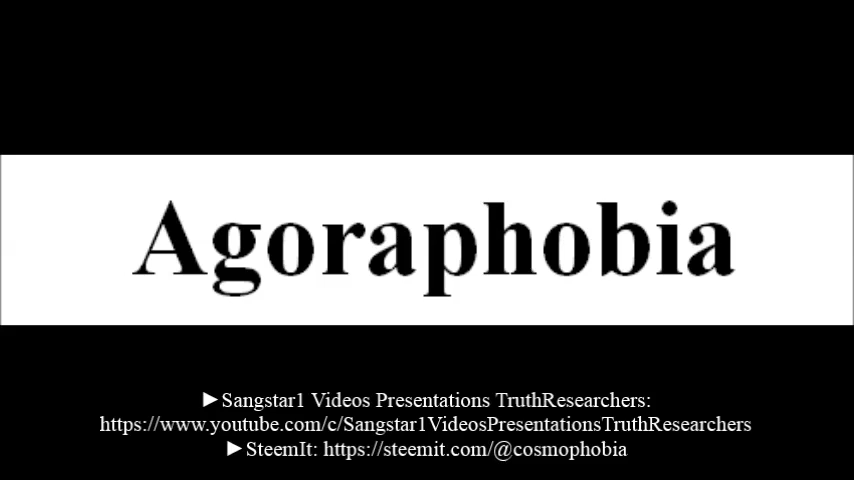 Agoraphobia
►Sangstar1 Videos Presentations TruthResearchers:
https://www.youtube.com/c/Sangstar1VideosPresentationsTruthResearchers
►SteemIt: https://steemit.com/@cosmophobia